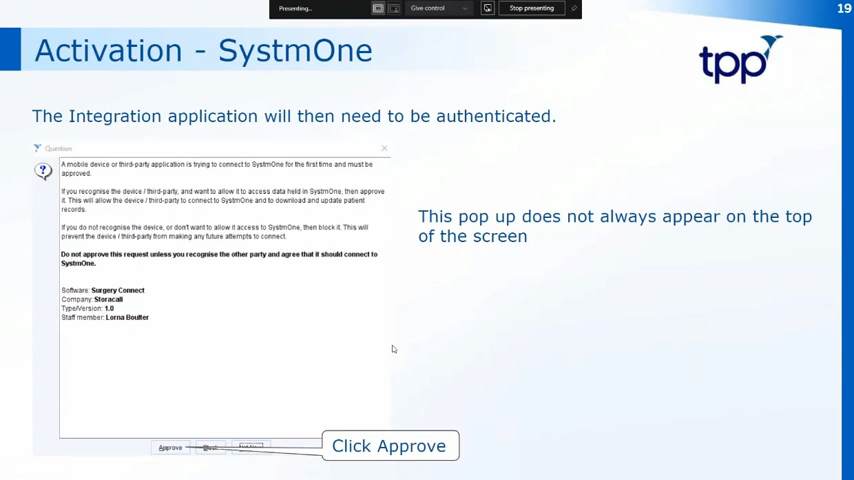 Presenting...
Give control
Stop presenting
19
Activation - SystmOne
tpp
The Integration application will then need to be authenticated.
Question
A mobile device or third-party application is trying to connect to SystmOne for the first time and must be
approved.
If you recognise the device / third-party, and want to allow it to access data held in SystmOne, then approve
it. This will allow the device / third-party to connect to SystmOne and to download and update patient
records.
If you do not recognise the device, or don't want to allow it access to SystmOne, then block it. This will
prevent the device / third-party from making any future attempts to connect.
Do not approve this request unless you recognise the other party and agree that it should connect to
SystmOne.
Software: Surgery Connect
Company: Storacall
Type/Version: 1.0
Staff member: Lorna Boulter
This pop up does not always appear on the top
of the screen
Approve
Click Approve